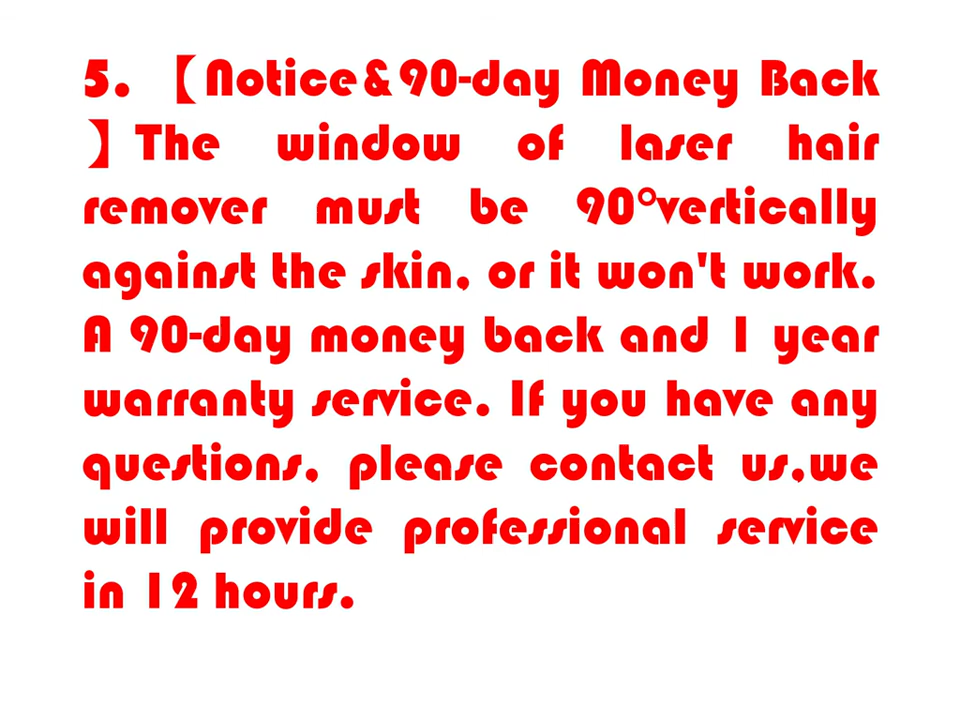 5. 【Notice&90-day Money Back
】The window of laser hair
remover must be 90°vertically
against the skin, or it won't work.
A 90-day money back and 1 year
warranty service. If you have any
questions, please contact us,we
will provide professional service
in 12 hours.